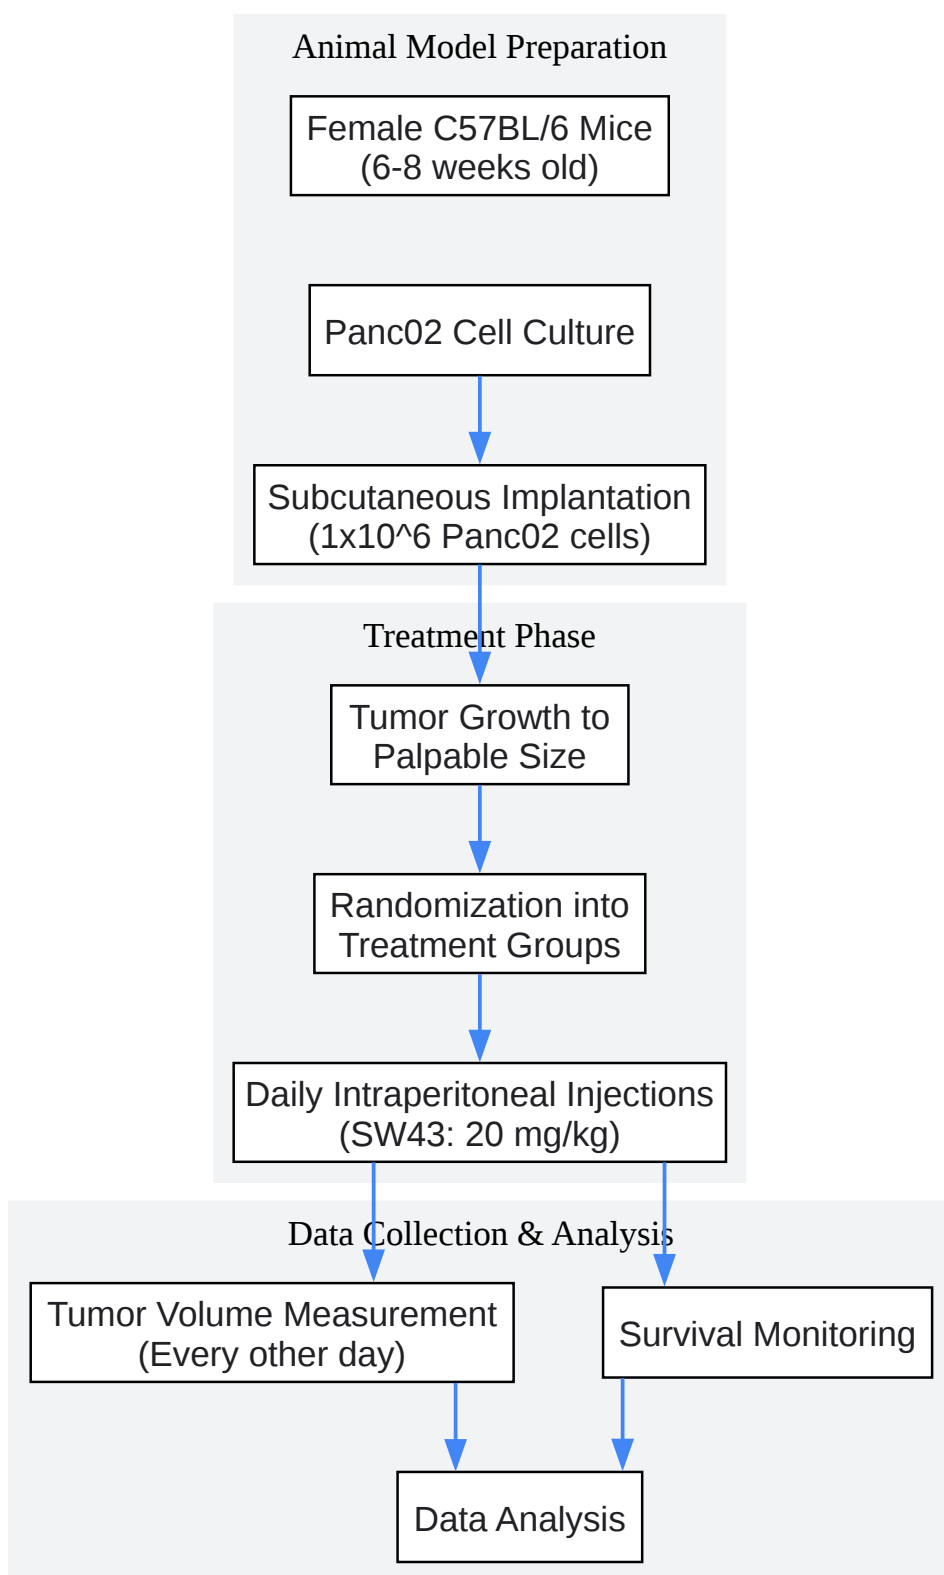 Animal Model Preparation
Female C57BL/6 Mice
(6-8 weeks old)
Panc02 Cell Culture
Subcutaneous Implantation
(1x10^6 Panc02 cells)
Treatment Phase
Tumor Growth to
Palpable Size
Randomization into
Treatment Groups
Daily Intraperitoneal Injections
(SW43: 20 mg/kg)
Data Collection & Analysis
Tumor Volume Measurement
(Every other day)
Survival Monitoring
Data Analysis